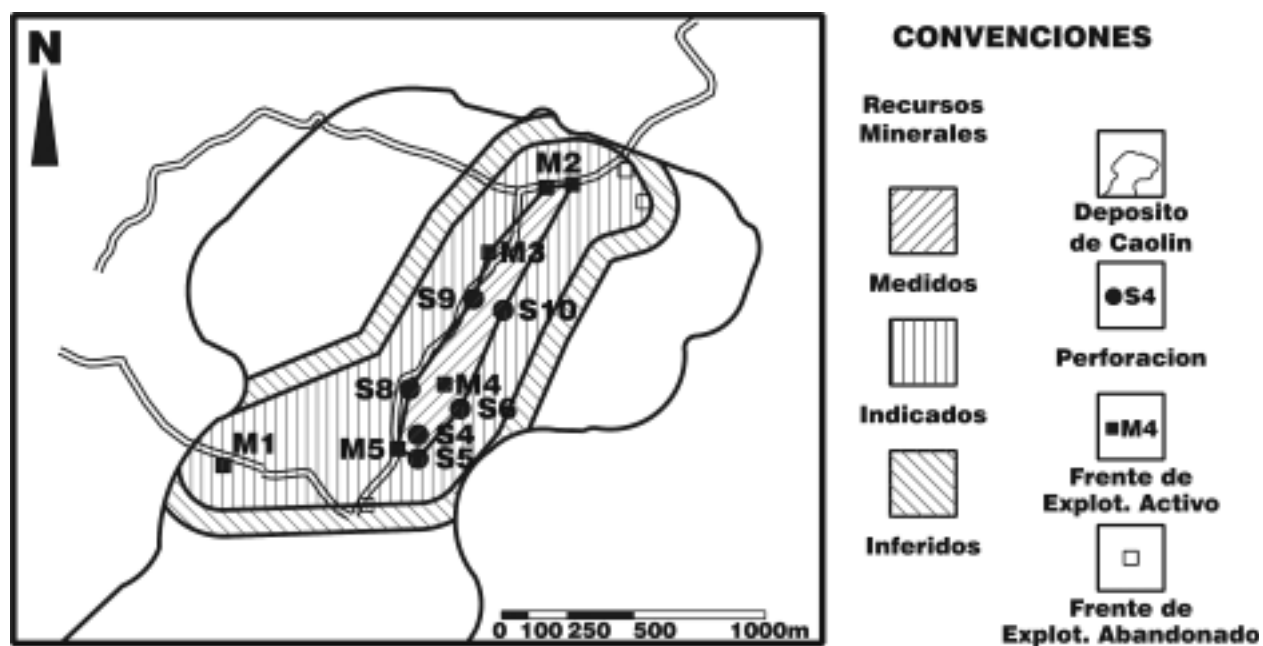 N
M2
M3
S9
S10
S8
M4
S6
S4
M5
S5
M1
0 100 250 500 1000m
CONVENCIONES
Recursos
Minerales
Medidos
Indicados
Inferidos
Deposito
de Caolin
S4
Perforacion
M4
Frente de
Explot. Activo
Frente de
Explot. Abandonado